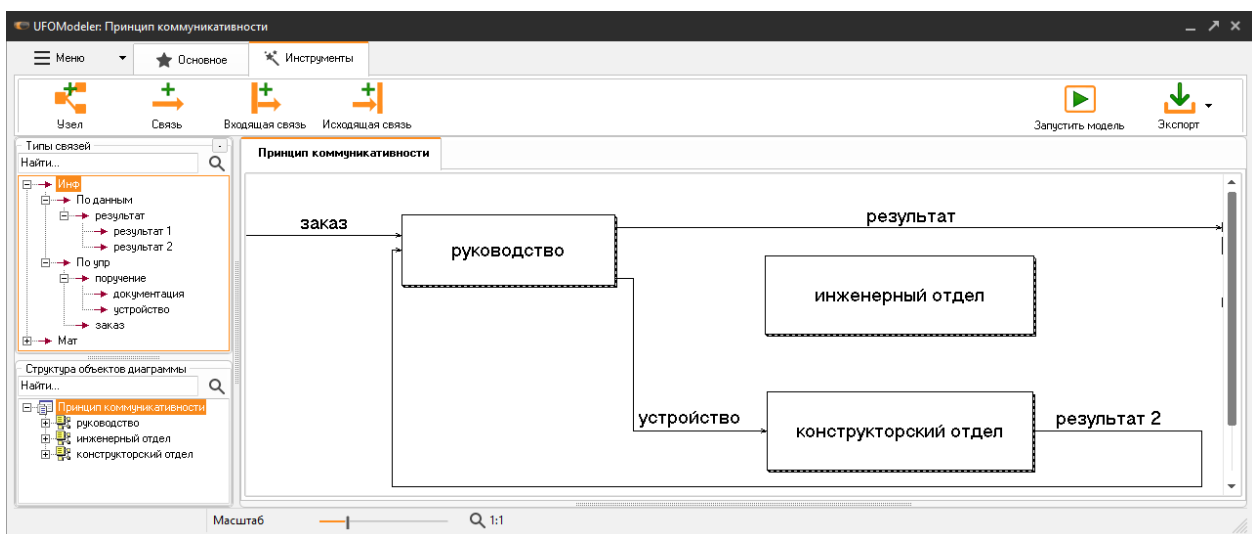 UFOModeler: Принцип коммуникативности
Меню
Основное
Инструменты
Узел
Связь
Входящая связь
Исходящая связь
Запустить модель
Экспорт
Типы связей
Найти...
Инф
По данным
результат
результат 1
результат 2
По упр
поручение
документация
устройство
заказ
Мат
Структура объектов диаграммы
Найти...
Принцип коммуникативности
руководство
инженерный отдел
конструкторский отдел
Принцип коммуникативности
заказ
руководство
результат
инженерный отдел
устройство
конструкторский отдел
результат 2
Масштаб
1:1